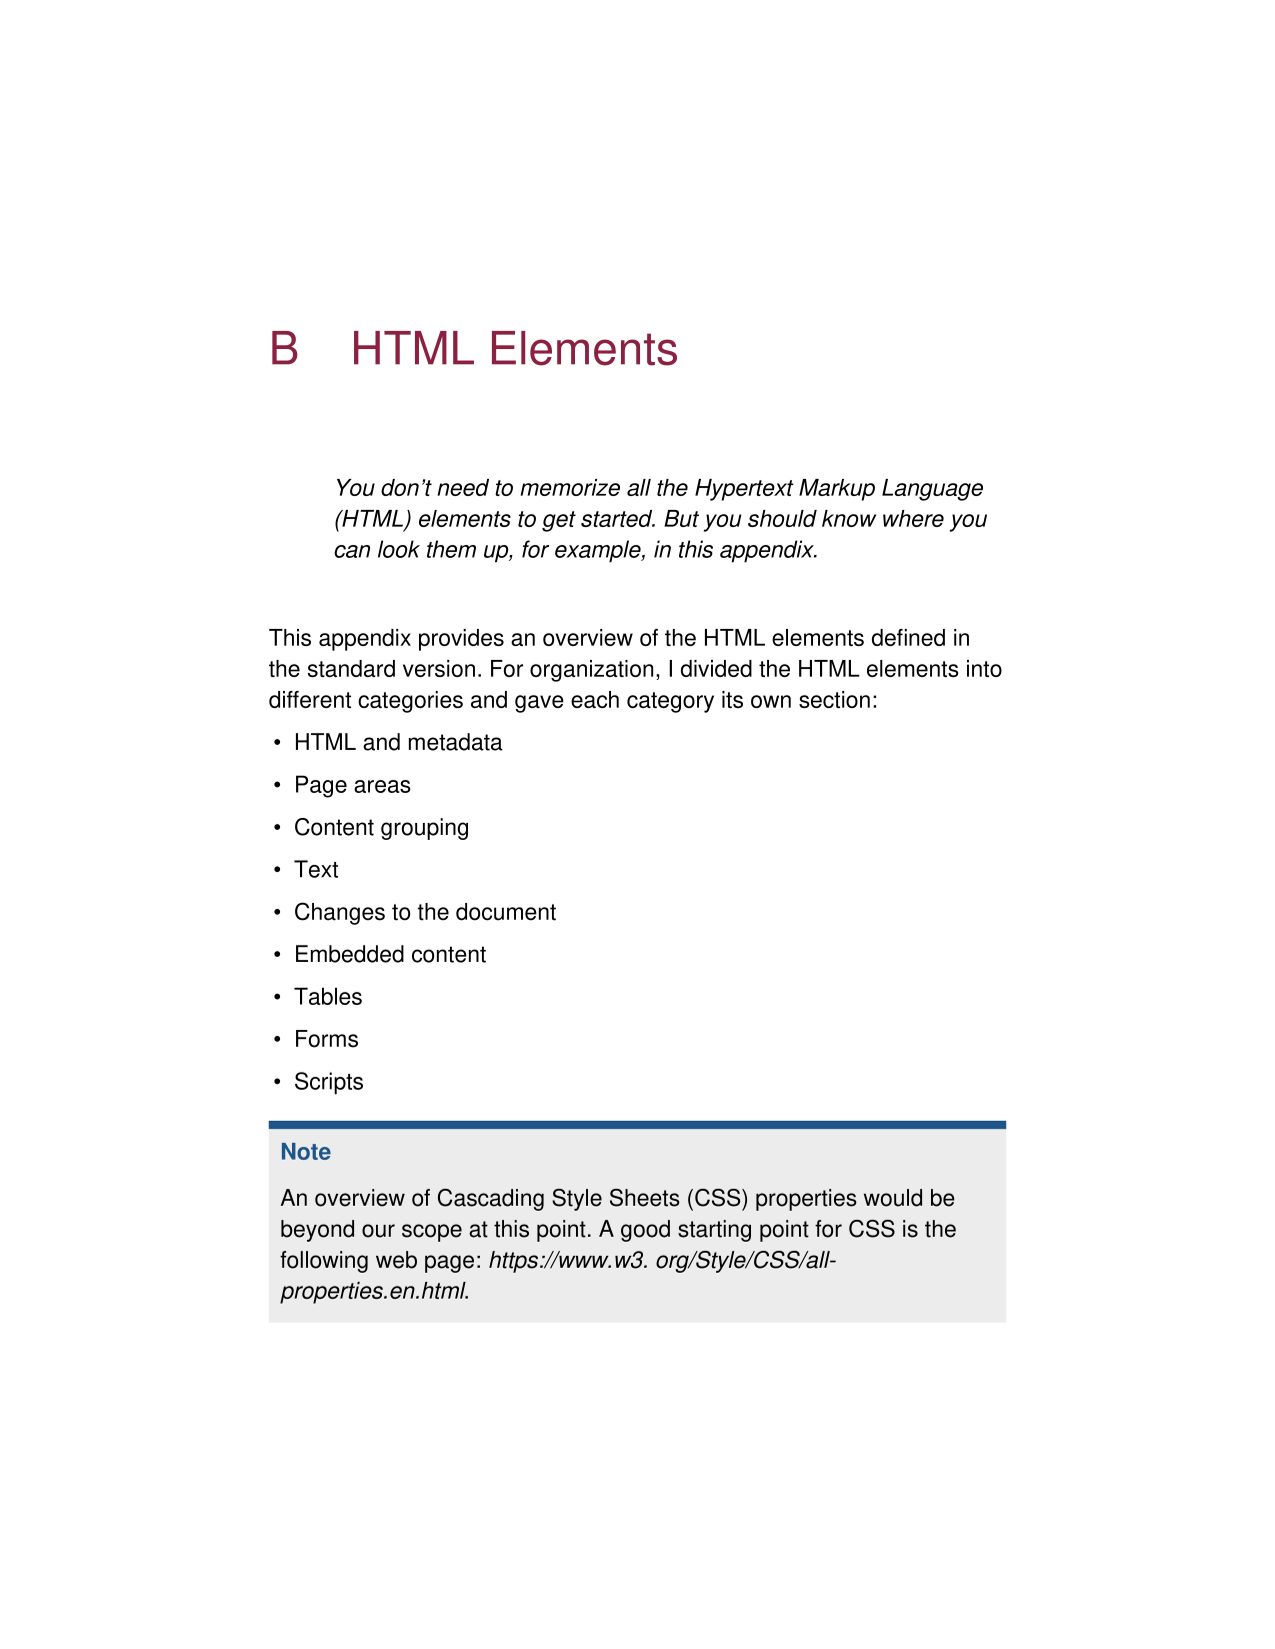 B HTML Elements
You don’t need to memorize all the Hypertext Markup Language
(HTML) elements to get started. But you should know where you
can look them up, for example, in this appendix.
This appendix provides an overview of the HTML elements defined in
the standard version. For organization, I divided the HTML elements into
different categories and gave each category its own section:
• HTML and metadata
• Page areas
• Content grouping
• Text
• Changes to the document
• Embedded content
• Tables
• Forms
• Scripts
Note
An overview of Cascading Style Sheets (CSS) properties would be
beyond our scope at this point. A good starting point for CSS is the
following web page: https://www.w3. org/Style/CSS/all-
properties.en.html.